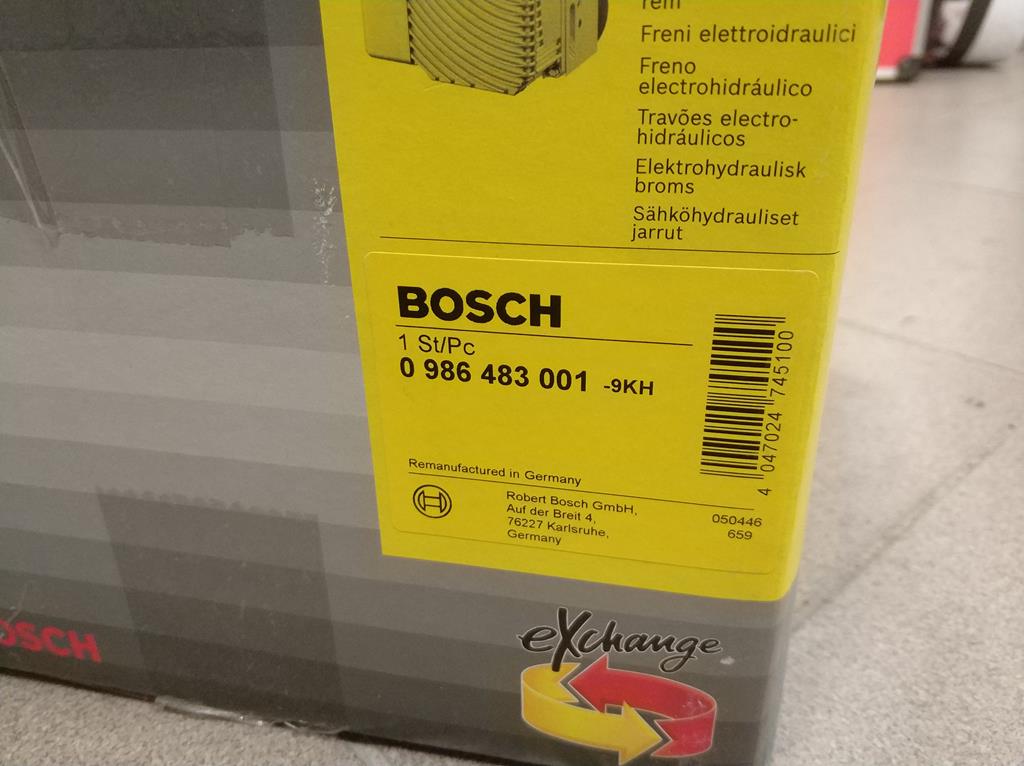 Freni elettroidraulici
Freno
electrohidráulico
Travões electro-
hidráulicos
Elektrohydraulisk
broms
Sähköhydrauliset
jarrut
BOSCH
1 St/Pc
0 986 483 001 -9KH
4 047024 745100
Remanufactured in Germany
Robert Bosch GmbH,
Auf der Breit 4,
76227 Karlsruhe,
Germany
050446
659
eXchange
BOSCH